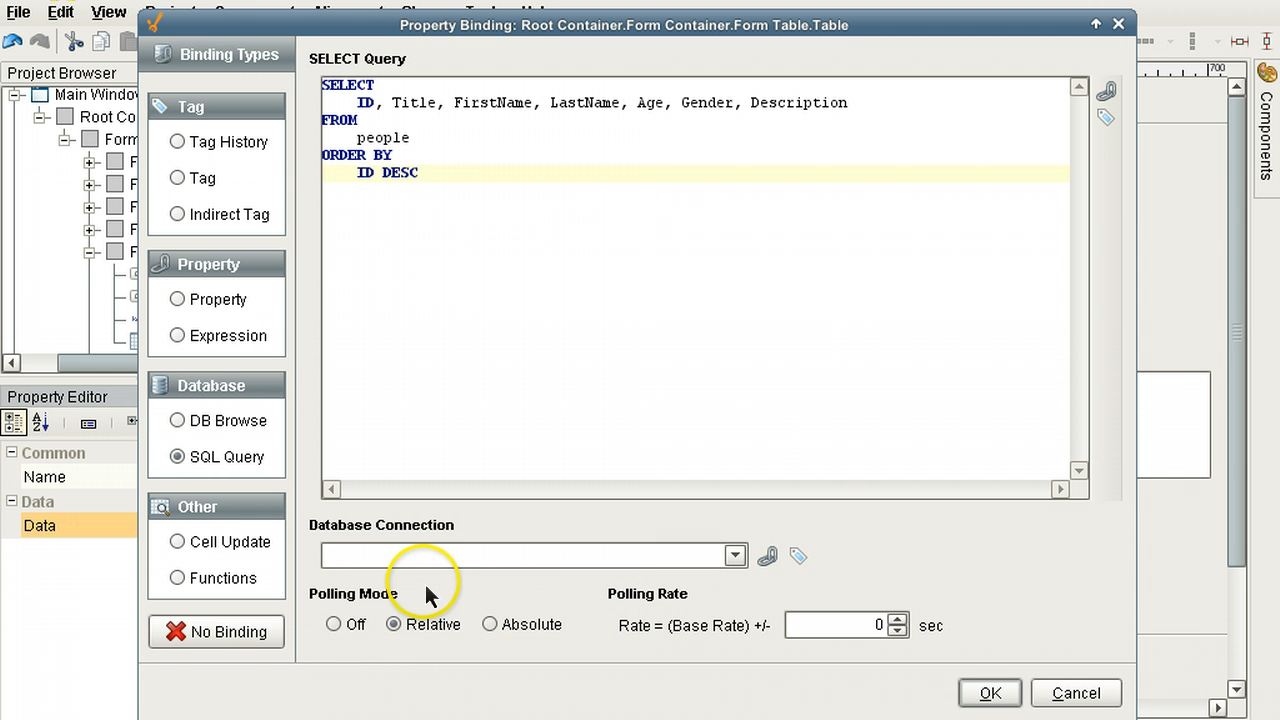 File Edit View
Property Binding: Root Container.Form Container.Form Table.Table
Project Browser
Main Windo
Root Co
Form
F
F
F
F
F
Property Editor
Common
Name
Data
Data
Binding Types
Tag
Tag History
Tag
Indirect Tag
Property
Property
Expression
Database
DB Browse
SQL Query
Other
Cell Update
Functions
No Binding
SELECT Query
SELECT
ID, Title, FirstName, LastName, Age, Gender, Description
FROM
people
ORDER BY
ID DESC
Database Connection
Polling Mode
Off Relative Absolute
Polling Rate
Rate = (Base Rate) +/- 0 sec
OK Cancel
700
Components